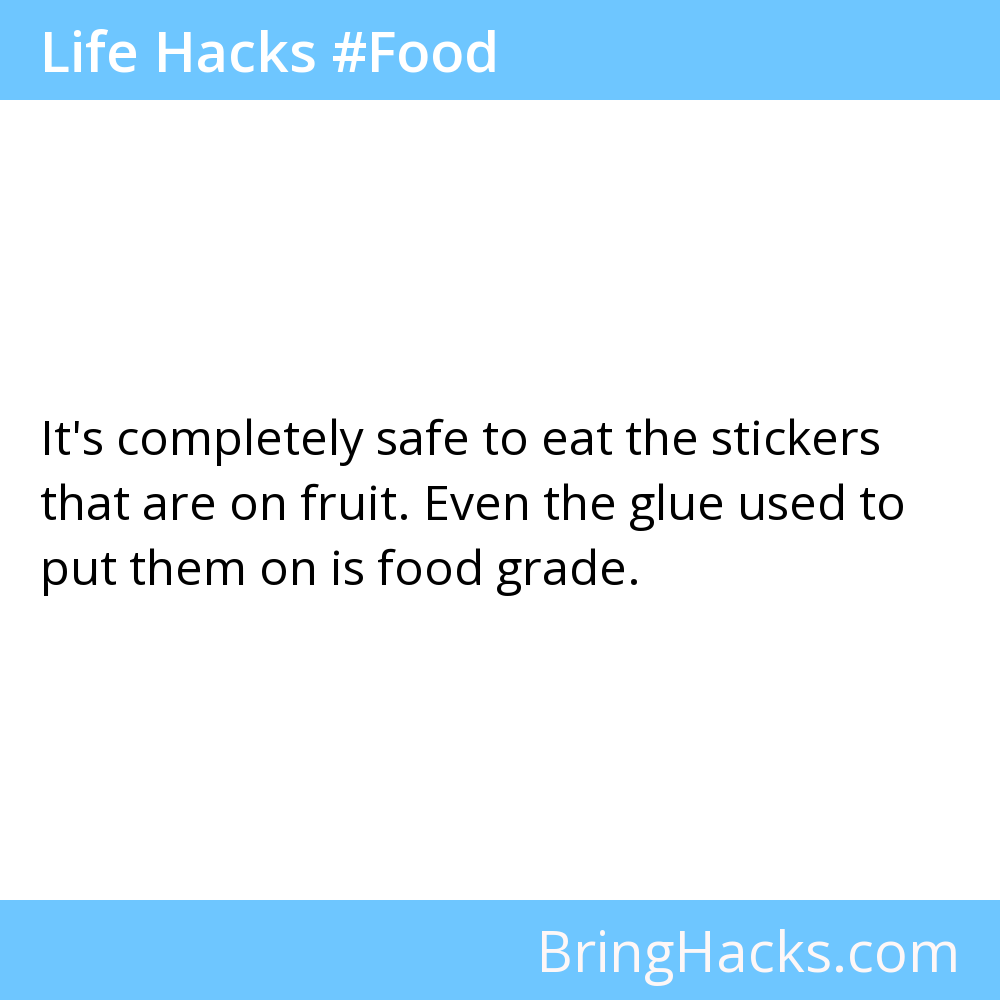 Life Hacks #Food
It's completely safe to eat the stickers
that are on fruit. Even the glue used to
put them on is food grade.
BringHacks.com